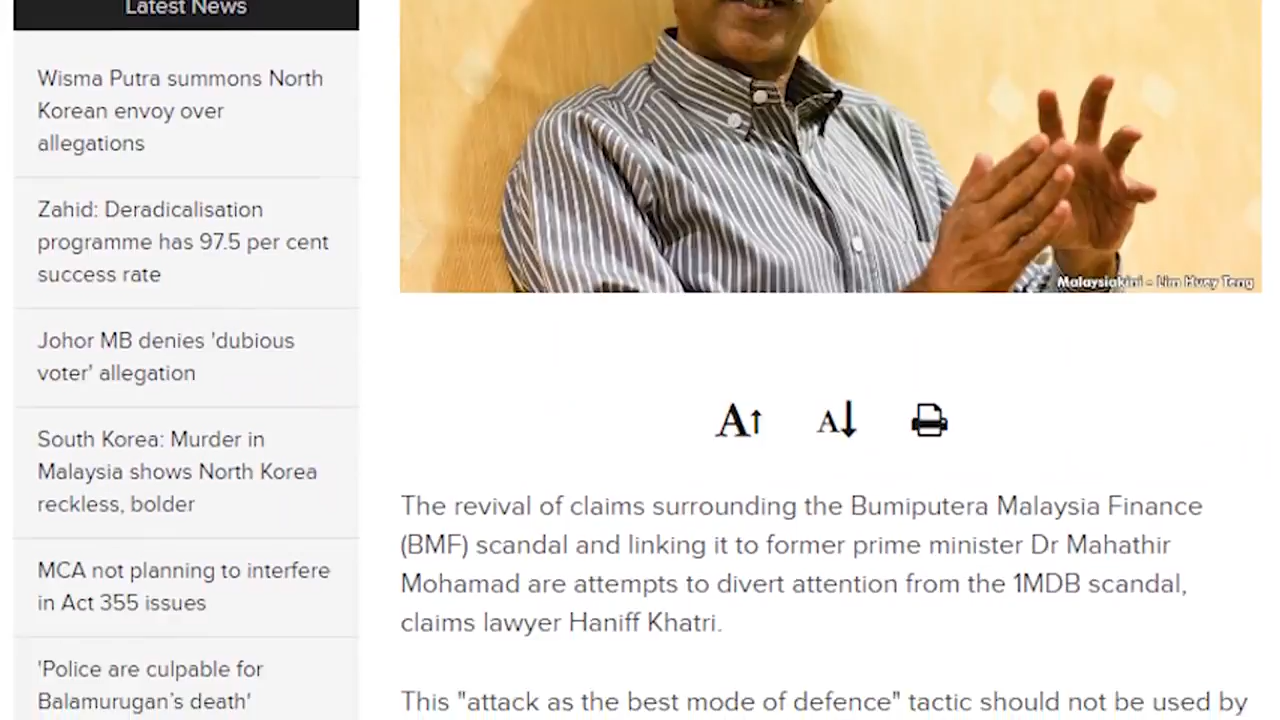 Latest News
Wisma Putra summons North
Korean envoy over
allegations
Zahid: Deradicalisation
programme has 97.5 per cent
success rate
Johor MB denies 'dubious
voter' allegation
South Korea: Murder in
Malaysia shows North Korea
reckless, bolder
MCA not planning to interfere
in Act 355 issues
'Police are culpable for
Balamurugan’s death'
Malaysiakini - Lim Huey Teng
A A
The revival of claims surrounding the Bumiputera Malaysia Finance
(BMF) scandal and linking it to former prime minister Dr Mahathir
Mohamad are attempts to divert attention from the 1MDB scandal,
claims lawyer Haniff Khatri.
This "attack as the best mode of defence" tactic should not be used by